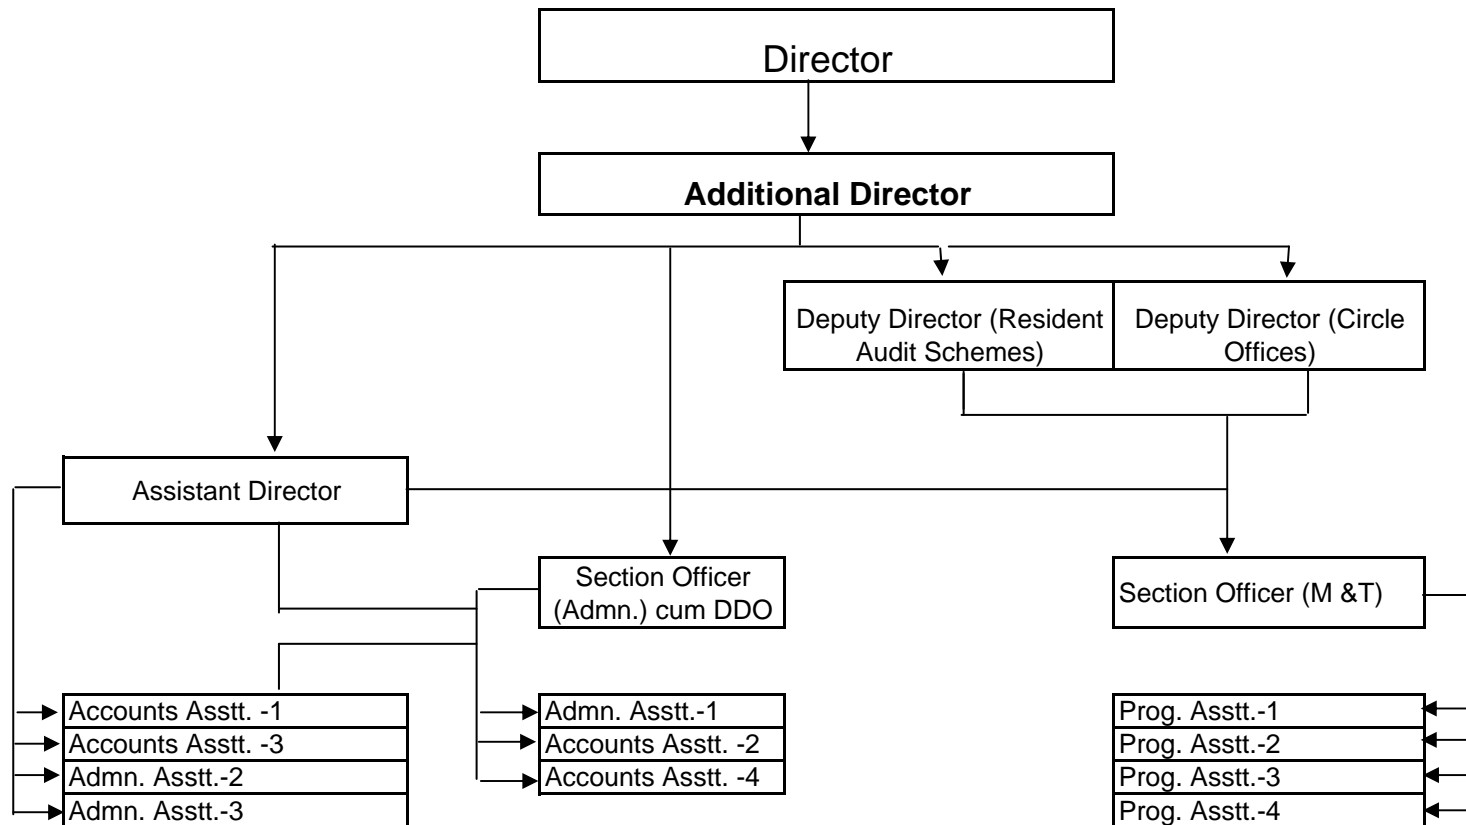 Director
Additional Director
Deputy Director (Resident
Audit Schemes)
Deputy Director (Circle
Offices)
Assistant Director
Section Officer
(Admn.) cum DDO
Section Officer (M &T)
Accounts Asstt. -1
Accounts Asstt. -3
Admn. Asstt.-2
Admn. Asstt.-3
Admn. Asstt.-1
Accounts Asstt. -2
Accounts Asstt. -4
Prog. Asstt.-1
Prog. Asstt.-2
Prog. Asstt.-3
Prog. Asstt.-4